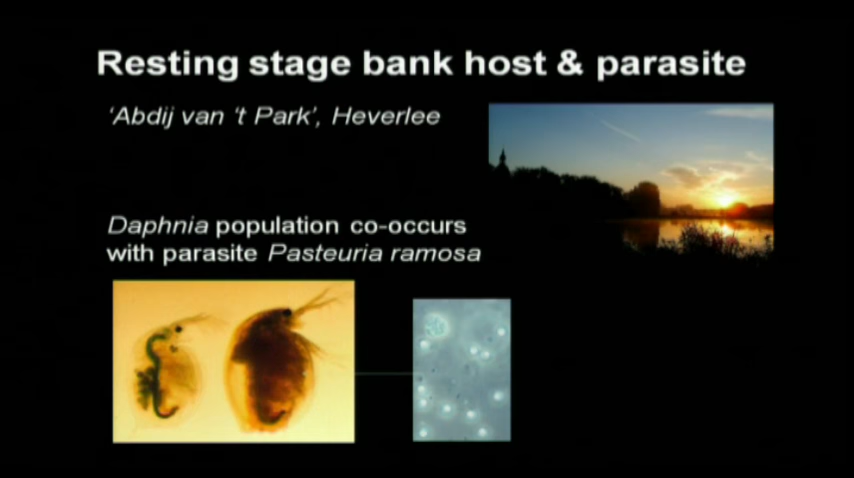 Resting stage bank host & parasite
‘Abdij van ‘t Park’, Heverlee
Daphnia population co-occurs
with parasite Pasteuria ramosa